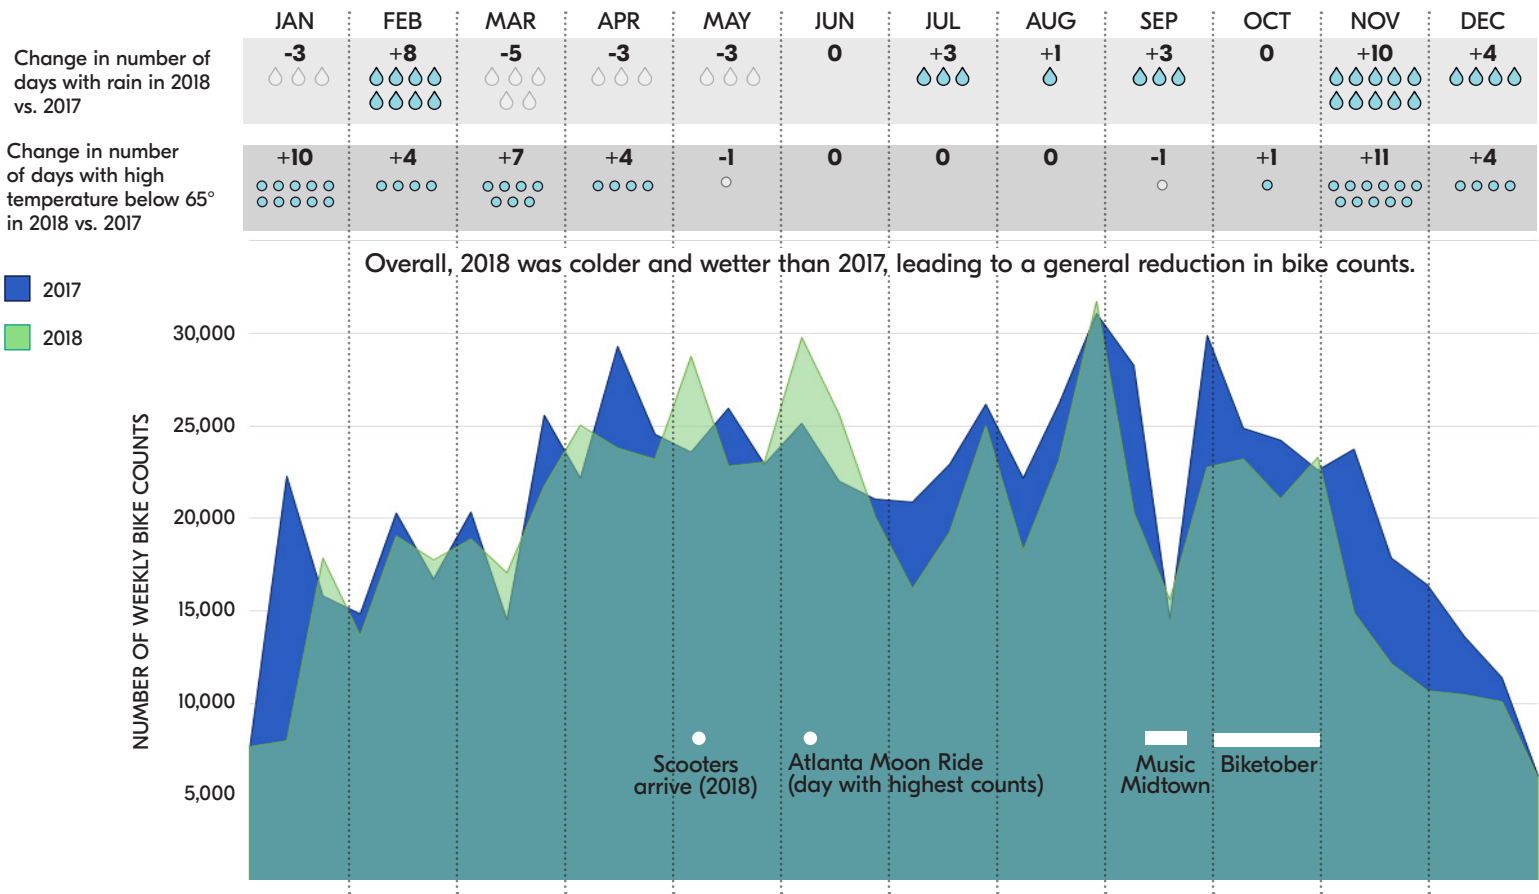 JAN FEB MAR APR MAY JUN JUL AUG SEP OCT NOV DEC
Change in number of
days with rain in 2018
vs. 2017
-3 +8 -5 -3 -3 0 +3 +1 +3 0 +10 +4
Change in number
of days with high
temperature below 65°
in 2018 vs. 2017
+10 +4 +7 +4 -1 0 0 0 -1 +1 +11 +4
Overall, 2018 was colder and wetter than 2017, leading to a general reduction in bike counts.
2017
2018
NUMBER OF WEEKLY BIKE COUNTS
30,000
25,000
20,000
15,000
10,000
5,000
Scooters
arrive (2018)
Atlanta Moon Ride
(day with highest counts)
Music
Midtown
Biketober